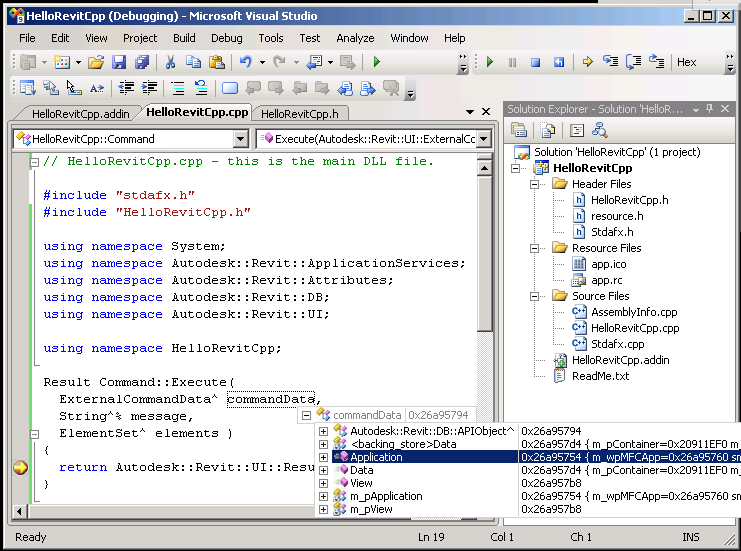 HelloRevitCpp (Debugging) - Microsoft Visual Studio
File Edit View Project Build Debug Tools Test Analyze Window Help
Hex
HelloRevitCpp.addin HelloRevitCpp.cpp HelloRevitCpp.h
HelloRevitCpp::Command Execute(Autodesk::Revit::UI::ExternalCo
// HelloRevitCpp.cpp - this is the main DLL file.
#include "stdafx.h"
#include "HelloRevitCpp.h"
using namespace System;
using namespace Autodesk::Revit::ApplicationServices;
using namespace Autodesk::Revit::Attributes;
using namespace Autodesk::Revit::DB;
using namespace Autodesk::Revit::UI;
using namespace HelloRevitCpp;
Result Command::Execute(
ExternalCommandData^ commandData,
String^% message,
ElementSet^ elements )
{
return Autodesk::Revit::UI::Resu
}
commandData 0x26a95794
Autodesk::Revit::DB::APIObject^ 0x26a95794
<backing_store>Data 0x26a957d4 { m_pContainer=0x20911EF0 m_
Application 0x26a95754 { m_wpMFCApp=0x26a95760 sm
Data 0x26a957d4 { m_pContainer=0x20911EF0 m_
View 0x26a957b8
m_pApplication 0x26a95754 { m_wpMFCApp=0x26a95760 sm
m_pView 0x26a957b8
Solution Explorer - Solution 'HelloR...
Solution 'HelloRevitCpp' (1 project)
HelloRevitCpp
Header Files
HelloRevitCpp.h
resource.h
Stdafx.h
Resource Files
app.ico
app.rc
Source Files
AssemblyInfo.cpp
HelloRevitCpp.cpp
Stdafx.cpp
HelloRevitCpp.addin
ReadMe.txt
Ready Ln 19 Col 1 Ch 1 INS